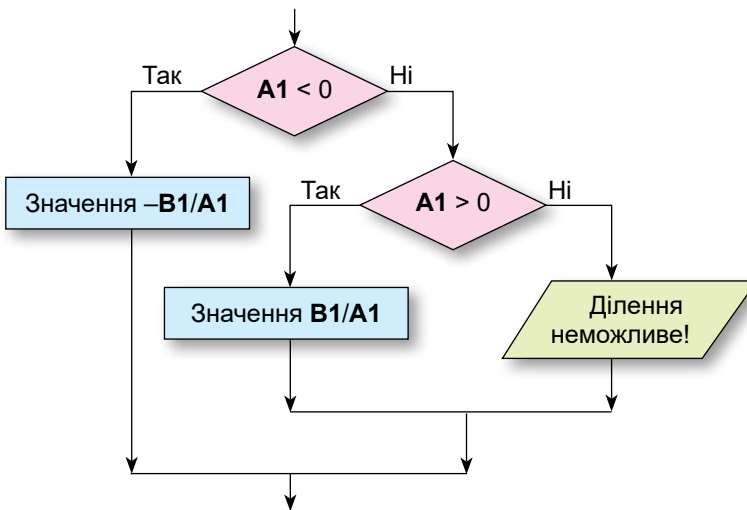 Так
Ні
A1 < 0
Значення –B1/A1
Так
Ні
A1 > 0
Значення B1/A1
Ділення
неможливе!